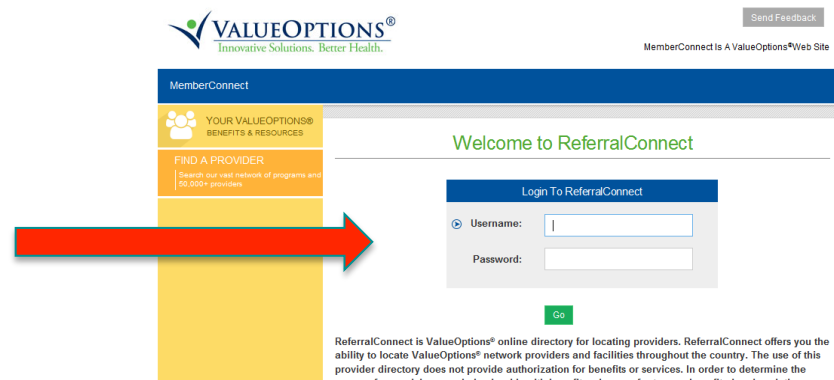 VALUEOPTIONS®
Innovative Solutions. Better Health.
Send Feedback
MemberConnect Is A ValueOptions®Web Site
MemberConnect
YOUR VALUEOPTIONS®
BENEFITS & RESOURCES
FIND A PROVIDER
Search our vast network of programs and
50,000+ providers
Welcome to ReferralConnect
Login To ReferralConnect
Username:
Password:
Go
ReferralConnect is ValueOptions® online directory for locating providers. ReferralConnect offers you the
ability to locate ValueOptions® network providers and facilities throughout the country. The use of this
provider directory does not provide authorization for benefits or services. In order to determine the